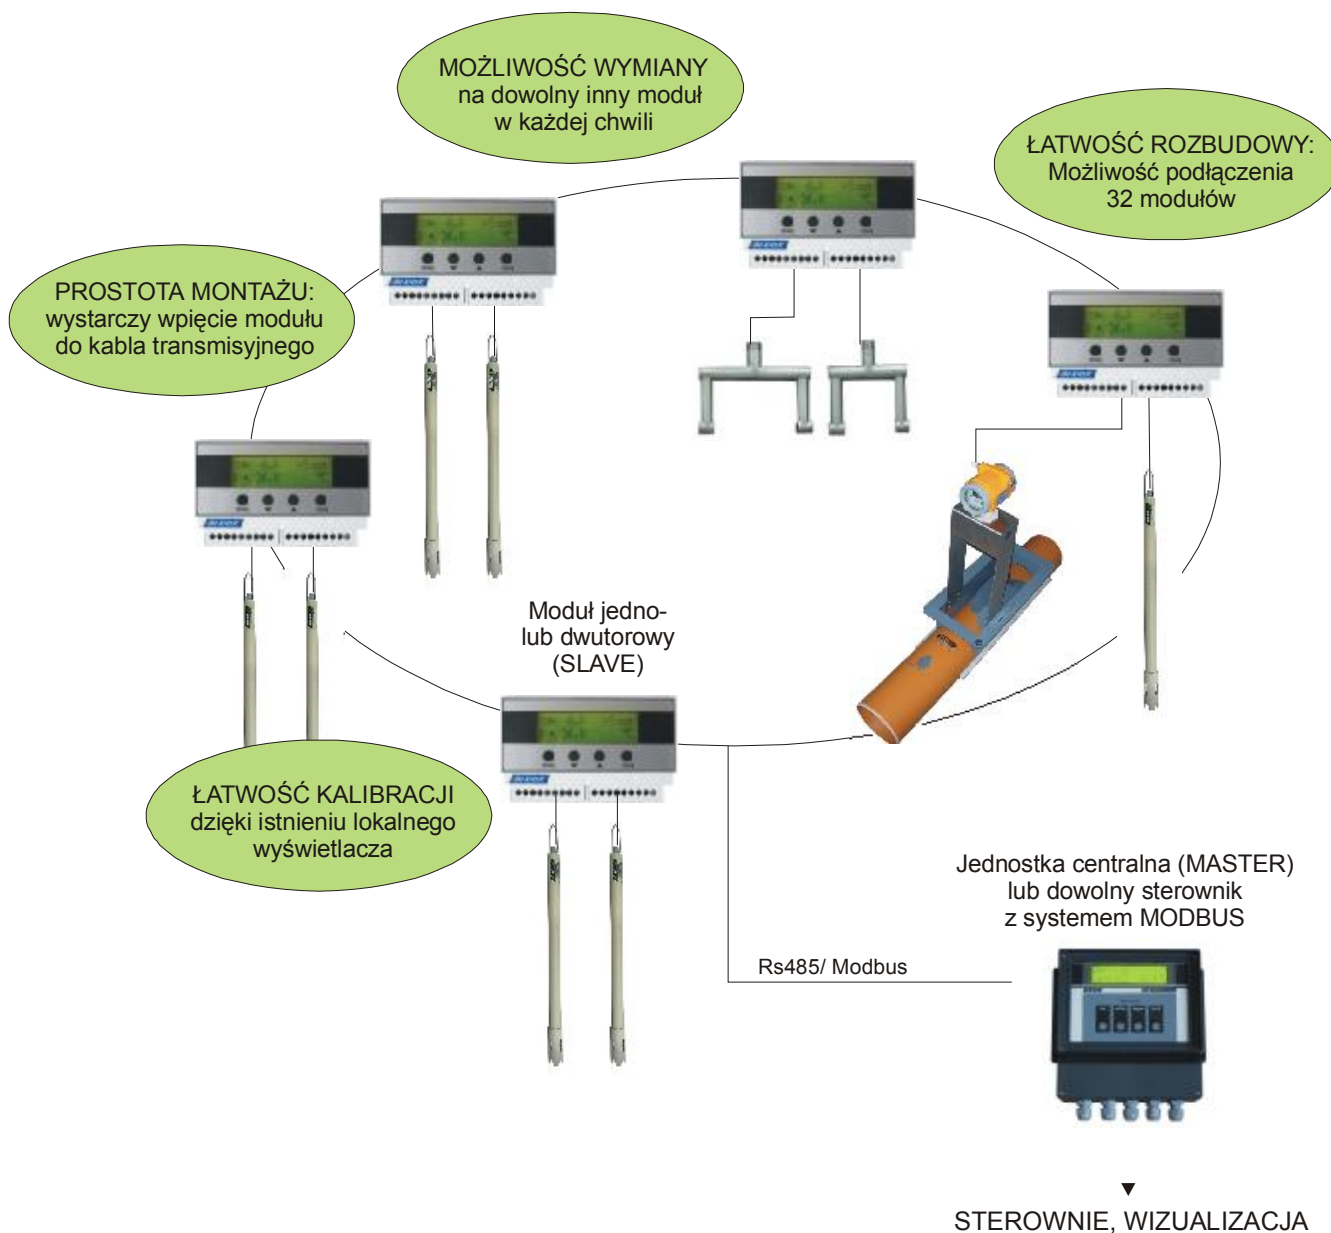 MOŻLIWOŚĆ WYMIANY
na dowolny inny moduł
w każdej chwili
ŁATWOŚĆ ROZBUDOWY:
Możliwość podłączenia
32 modułów
PROSTOTA MONTAŻU:
wystarczy wpięcie modułu
do kabla transmisyjnego
Moduł jedno-
lub dwutorowy
(SLAVE)
ŁATWOŚĆ KALIBRACJI
dzięki istnieniu lokalnego
wyświetlacza
Jednostka centralna (MASTER)
lub dowolny sterownik
z systemem MODBUS
Rs485/ Modbus
STEROWNIE, WIZUALIZACJA